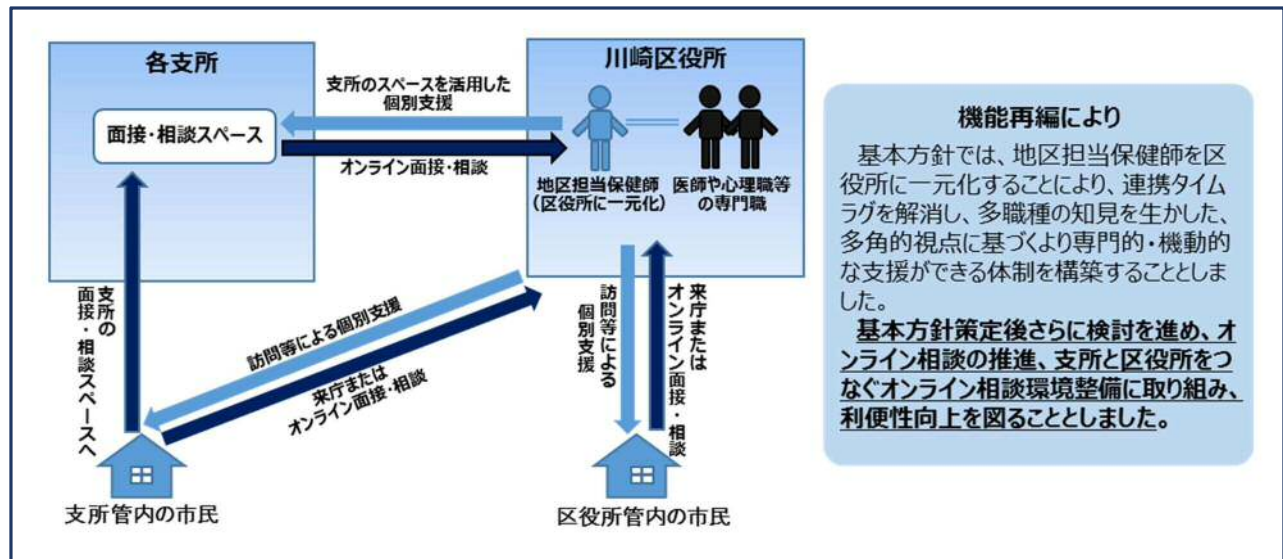 各支所
面接・相談スペース
支所のスペースを活用した
個別支援
オンライン面接・相談
川崎区役所
地区担当保健師
（区役所に一元化）
医師や心理職等
の専門職
支所の
面接・相談スペースへ
訪問等による個別支援
来庁または
オンライン面接・相談
訪問等による
個別支援
来庁または
オンライン面接・相談
支所管内の市民
区役所管内の市民
機能再編により
基本方針では、地区担当保健師を区
役所に一元化することにより、連携タイム
ラグを解消し、多職種の知見を生かした、
多角的視点に基づくより専門的・機動的
な支援ができる体制を構築することとしま
した。
基本方針策定後さらに検討を進め、オ
ンライン相談の推進、支所と区役所をつ
なぐオンライン相談環境整備に取り組み、
利便性向上を図ることとしました。